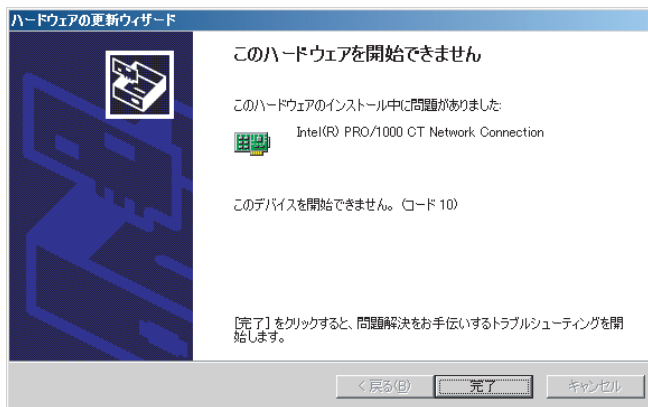 ハードウェアの更新ウィザード
このハードウェアを開始できません
このハードウェアのインストール中に問題がありました:
Intel(R) PRO/1000 CT Network Connection
このデバイスを開始できません。 (コード 10)
[完了] をクリックすると、問題解決をお手伝いするトラブルシューティングを開
始します。
< 戻る(B)
完了
キャンセル